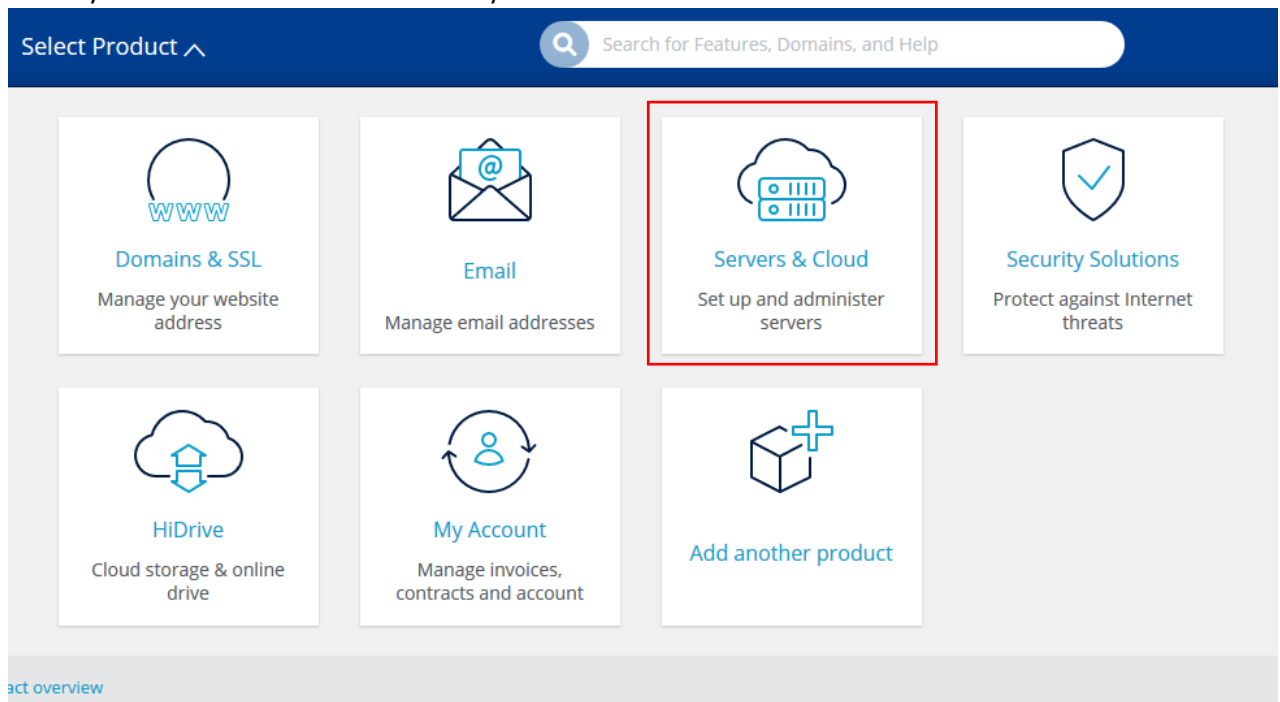 Select Product
Search for Features, Domains, and Help
www
Domains & SSL
Manage your website
address
@
Email
Manage email addresses
Servers & Cloud
Set up and administer
servers
Security Solutions
Protect against Internet
threats
HiDrive
Cloud storage & online
drive
My Account
Manage invoices,
contracts and account
Add another product
act overview